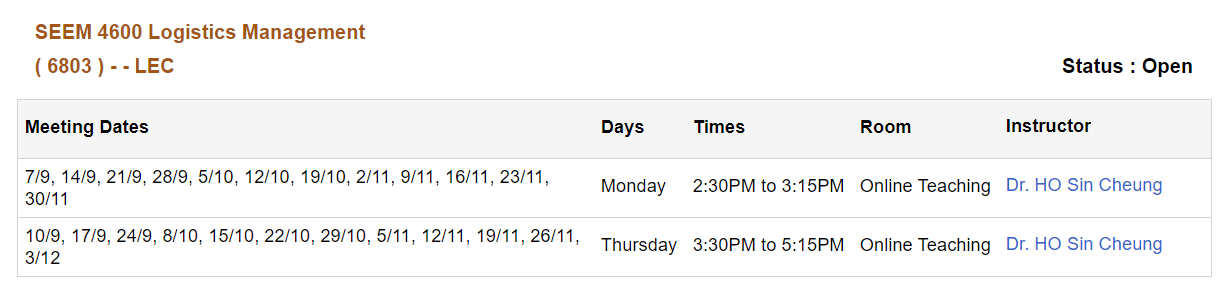 SEEM 4600 Logistics Management
( 6803 ) - - LEC
Status : Open
Meeting Dates Days Times Room Instructor
7/9, 14/9, 21/9, 28/9, 5/10, 12/10, 19/10, 2/11, 9/11, 16/11, 23/11,
30/11
Monday 2:30PM to 3:15PM Online Teaching Dr. HO Sin Cheung
10/9, 17/9, 24/9, 8/10, 15/10, 22/10, 29/10, 5/11, 12/11, 19/11, 26/11,
3/12
Thursday 3:30PM to 5:15PM Online Teaching Dr. HO Sin Cheung